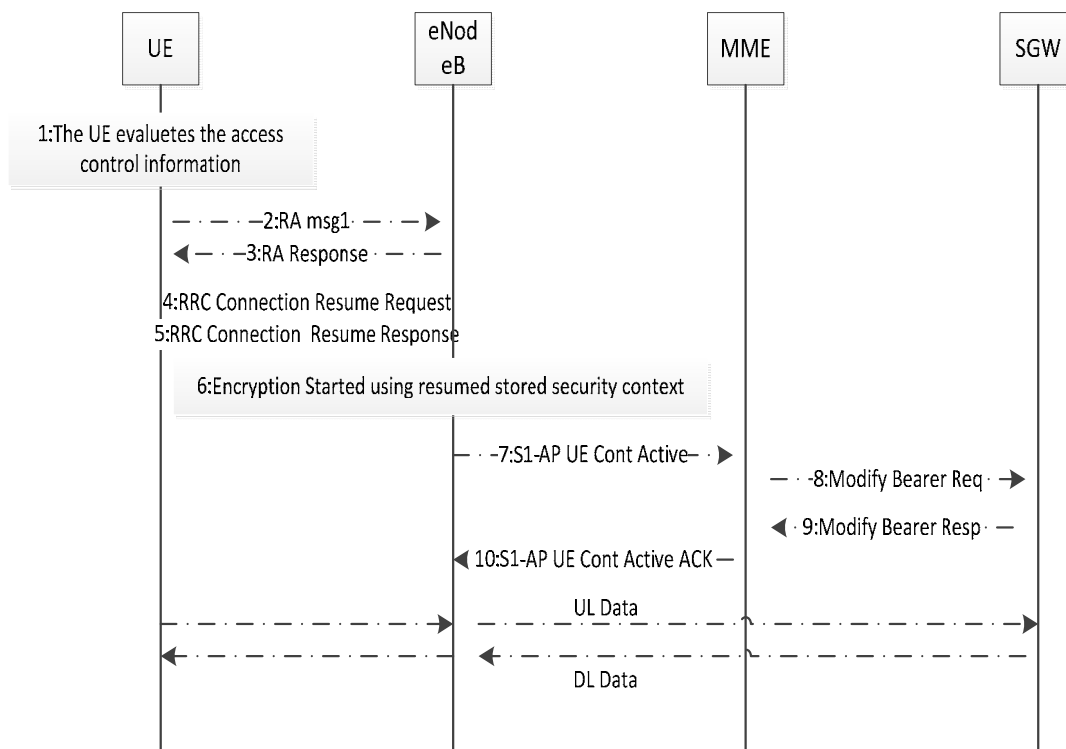 UE
eNod
eB
MME
SGW
1:The UE evaluetes the access
control information
2:RA msg1
3:RA Response
4:RRC Connection Resume Request
5:RRC Connection Resume Response
6:Encryption Started using resumed stored security context
7:S1-AP UE Cont Active
8:Modify Bearer Req
9:Modify Bearer Resp
10:S1-AP UE Cont Active ACK
UL Data
DL Data